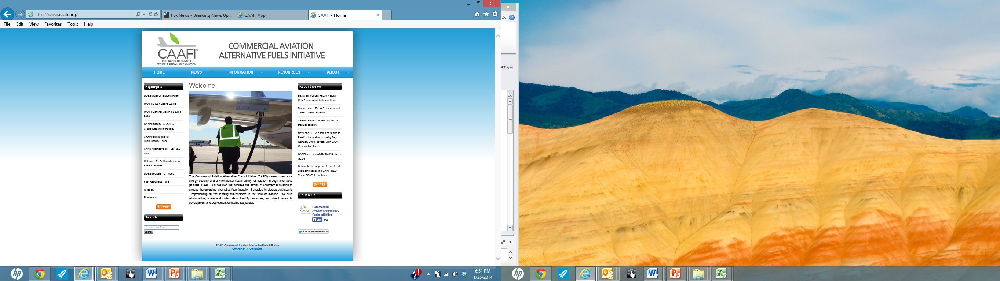 http://www.caafi.org/
Fox News - Breaking News Up...
CAAFI App
CAAFI - Home
File Edit View Favorites Tools Help
CAAFI®
FUELING SOLUTIONS FOR
SECURE & SUSTAINABLE AVIATION
COMMERCIAL AVIATION
ALTERNATIVE FUELS INITIATIVE
HOME NEWS INFORMATION RESOURCES ABOUT
Highlights
DOE's Aviation Biofuels Page
CAAFI D4054 User's Guide
CAAFI General Meeting & Expo
2014
CAAFI R&D Team Critical
Challenges White Papers
CAAFI Environmental
Sustainability Tools
FAA's Alternative Jet Fuel R&D
page
Guidance for Selling Alternative
Fuels to Airlines
DOE's Biofuels 101 Video
Fuel Readiness Tools
Glossary
Roadmaps
RSS
Search
Google™ Site Search
Search
Welcome
The Commercial Aviation Alternative Fuels Initiative (CAAFI) seeks to enhance
energy security and environmental sustainability for aviation through alternative
jet fuels. CAAFI is a coalition that focuses the efforts of commercial aviation to
engage the emerging alternative fuels industry. It enables its diverse participants
- representing all the leading stakeholders in the field of aviation - to build
relationships, share and collect data, identify resources, and direct research,
development and deployment of alternative jet fuels.
Recent News
BETO announces Feb. 6 Natural
Gas-Biomass to Liquids webinar
Boeing Issues Press Release about
"Green Diesel" Potential
CAAFI Leaders named Top 100 in
the Bioeconomy
Navy and USDA announce "Farm-to-
Fleet" collaboration; Industry Day
(January 30) to dovetail with CAAFI
General Meeting
CAAFI releases ASTM D4054 Users'
Guide
Ceramatec team presents on bio-oil
upgrading at second CAAFI R&D
Team SOAP-Jet webinar
RSS
Follow us
CAAFI
Commercial
Aviation Alternative
Fuels Initiative
Like 112
Follow @caafiaviation
© 2013 Commercial Aviation Alternative Fuels Initiative
CAAFI KSN | Contact Us
57 AM
hp
6:51 PM
1/25/2014
hp